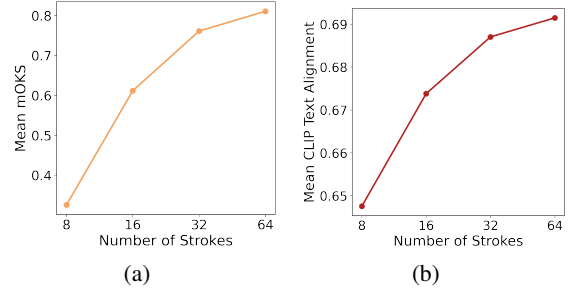 0.8
0.7
0.6
0.5
0.4
Mean mOKS
8 16 32 64
Number of Strokes
(a)
0.69
0.68
0.67
0.66
0.65
Mean CLIP Text Alignment
8 16 32 64
Number of Strokes
(b)